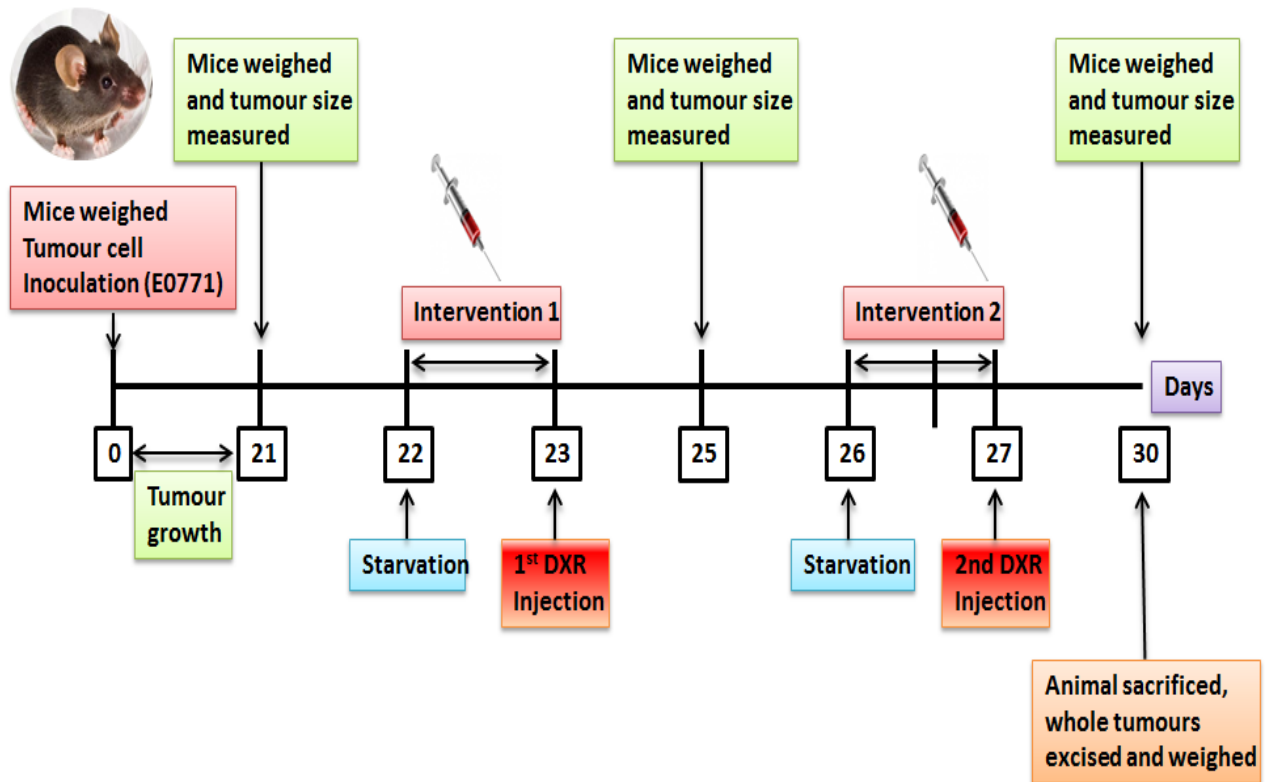 Mice weighed
and tumour size
measured
Mice weighed
and tumour size
measured
Mice weighed
and tumour size
measured
Mice weighed
Tumour cell
Inoculation (E0771)
Intervention 1
Intervention 2
Days
0
21
22
23
25
26
27
30
Tumour
growth
Starvation
1st DXR
Injection
Starvation
2nd DXR
Injection
Animal sacrificed,
whole tumours
excised and weighed